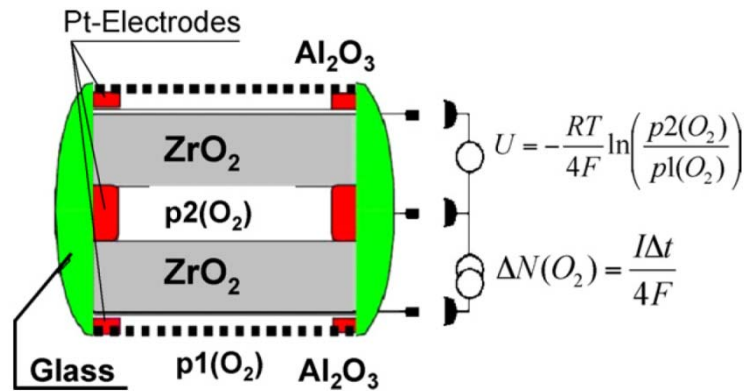 Pt-Electrodes
Al₂O₃
ZrO₂
U = -RT/4F ln(p2(O₂)/p1(O₂))
p2(O₂)
ZrO₂
ΔN(O₂) = IΔt/4F
p1(O₂)
Glass
Al₂O₃